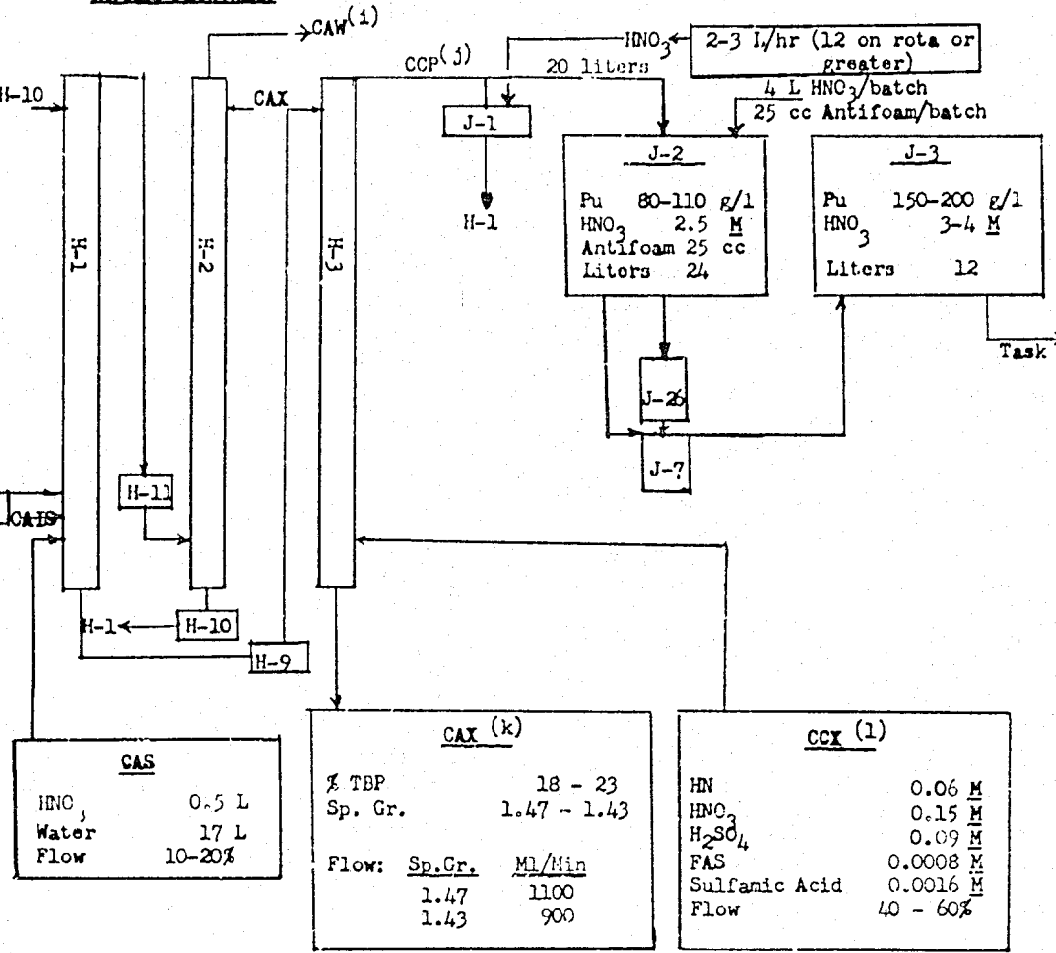 CAW(i)
HNO3
2-3 L/hr (12 on rota or
greater)
CCP(j)
20 liters
4 L HNO3/batch
25 cc Antifoam/batch
H-10
CAX
J-1
H-1
J-2
Pu 80-110 g/l
HNO3 2.5 M
Antifoam 25 cc
Liters 24
J-3
Pu 150-200 g/l
HNO3 3-4 M
Liters 12
H-1
H-2
H-3
Task
J-26
J-7
H-11
CAIS
H-1
H-10
H-9
CAS
HNO3 0.5 L
Water 17 L
Flow 10-20%
CAX (k)
% TBP 18 - 23
Sp. Gr. 1.47 - 1.43
Flow: Sp.Gr. Ml/Min
1.47 1100
1.43 900
CCX (l)
HN 0.06 M
HNO3 0.15 M
H2SO4 0.09 M
FAS 0.0008 M
Sulfamic Acid 0.0016 M
Flow 40 - 60%